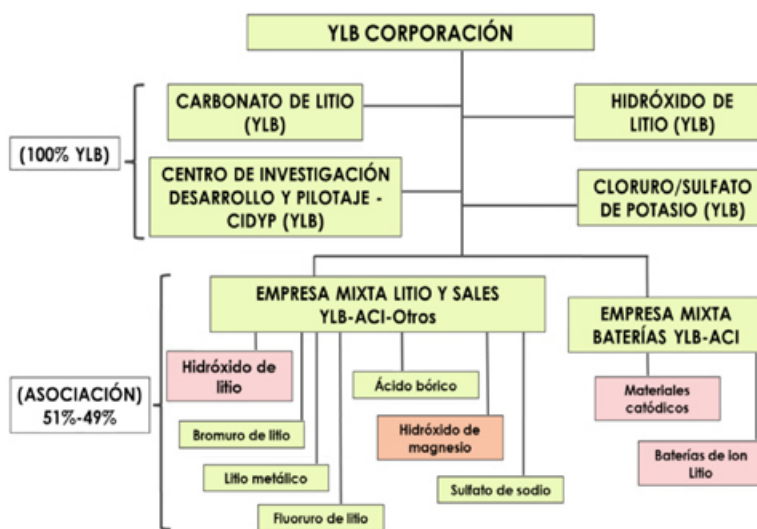 YLB CORPORACIÓN
CARBONATO DE LITIO
(YLB)
HIDRÓXIDO DE
LITIO (YLB)
(100% YLB)
CENTRO DE INVESTIGACIÓN
DESARROLLO Y PILOTAJE -
CIDYP (YLB)
CLORURO/SULFATO
DE POTASIO (YLB)
EMPRESA MIXTA LITIO Y SALES
YLB-ACI-Otros
EMPRESA MIXTA
BATERÍAS YLB-ACI
(ASOCIACIÓN)
51%-49%
Hidróxido de
litio
Ácido bórico
Materiales
catódicos
Bromuro de litio
Hidróxido de
magnesio
Litio metálico
Baterías de ion
Litio
Sulfato de sodio
Fluoruro de litio